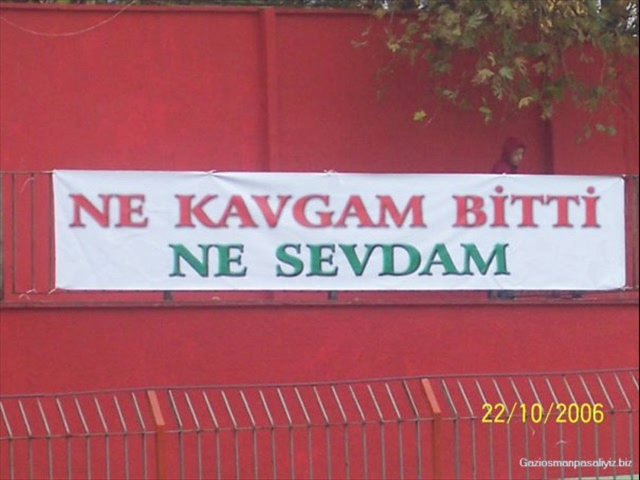 NE KAVGAM BİTTİ
NE SEVDAM
22/10/2006
Gaziosmanpasaliyiz.biz